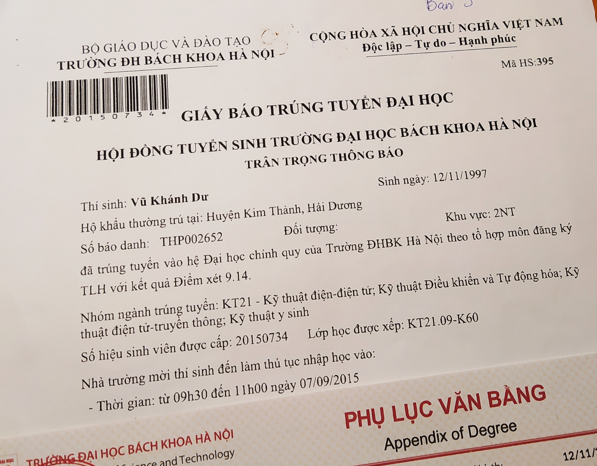 Ban
BỘ GIÁO DỤC VÀ ĐÀO TẠO
TRƯỜNG ĐH BÁCH KHOA HÀ NỘI
CỘNG HÒA XÃ HỘI CHỦ NGHĨA VIỆT NAM
Độc lập – Tự do – Hạnh phúc
Mã HS:395
*20150734*
GIẤY BÁO TRÚNG TUYỂN ĐẠI HỌC
HỘI ĐỒNG TUYỂN SINH TRƯỜNG ĐẠI HỌC BÁCH KHOA HÀ NỘI
TRÂN TRỌNG THÔNG BÁO
Thí sinh: Vũ Khánh Dư Sinh ngày: 12/11/1997
Hộ khẩu thường trú tại: Huyện Kim Thành, Hải Dương
Số báo danh: THP002652 Đối tượng: Khu vực: 2NT
đã trúng tuyển vào hệ Đại học chính quy của Trường ĐHBK Hà Nội theo tổ hợp môn đăng ký
TLH với kết quả Điểm xét 9.14.
Nhóm ngành trúng tuyển: KT21 - Kỹ thuật điện-điện tử; Kỹ thuật Điều khiển và Tự động hóa; Kỹ
thuật điện tử-truyền thông; Kỹ thuật y sinh
Số hiệu sinh viên được cấp: 20150734 Lớp học được xếp: KT21.09-K60
Nhà trường mời thí sinh đến làm thủ tục nhập học vào:
- Thời gian: từ 09h30 đến 11h00 ngày 07/09/2015
TRƯỜNG ĐẠI HỌC BÁCH KHOA HÀ NỘI
and Technology
PHỤ LỤC VĂN BẰNG
Appendix of Degree
12/11/